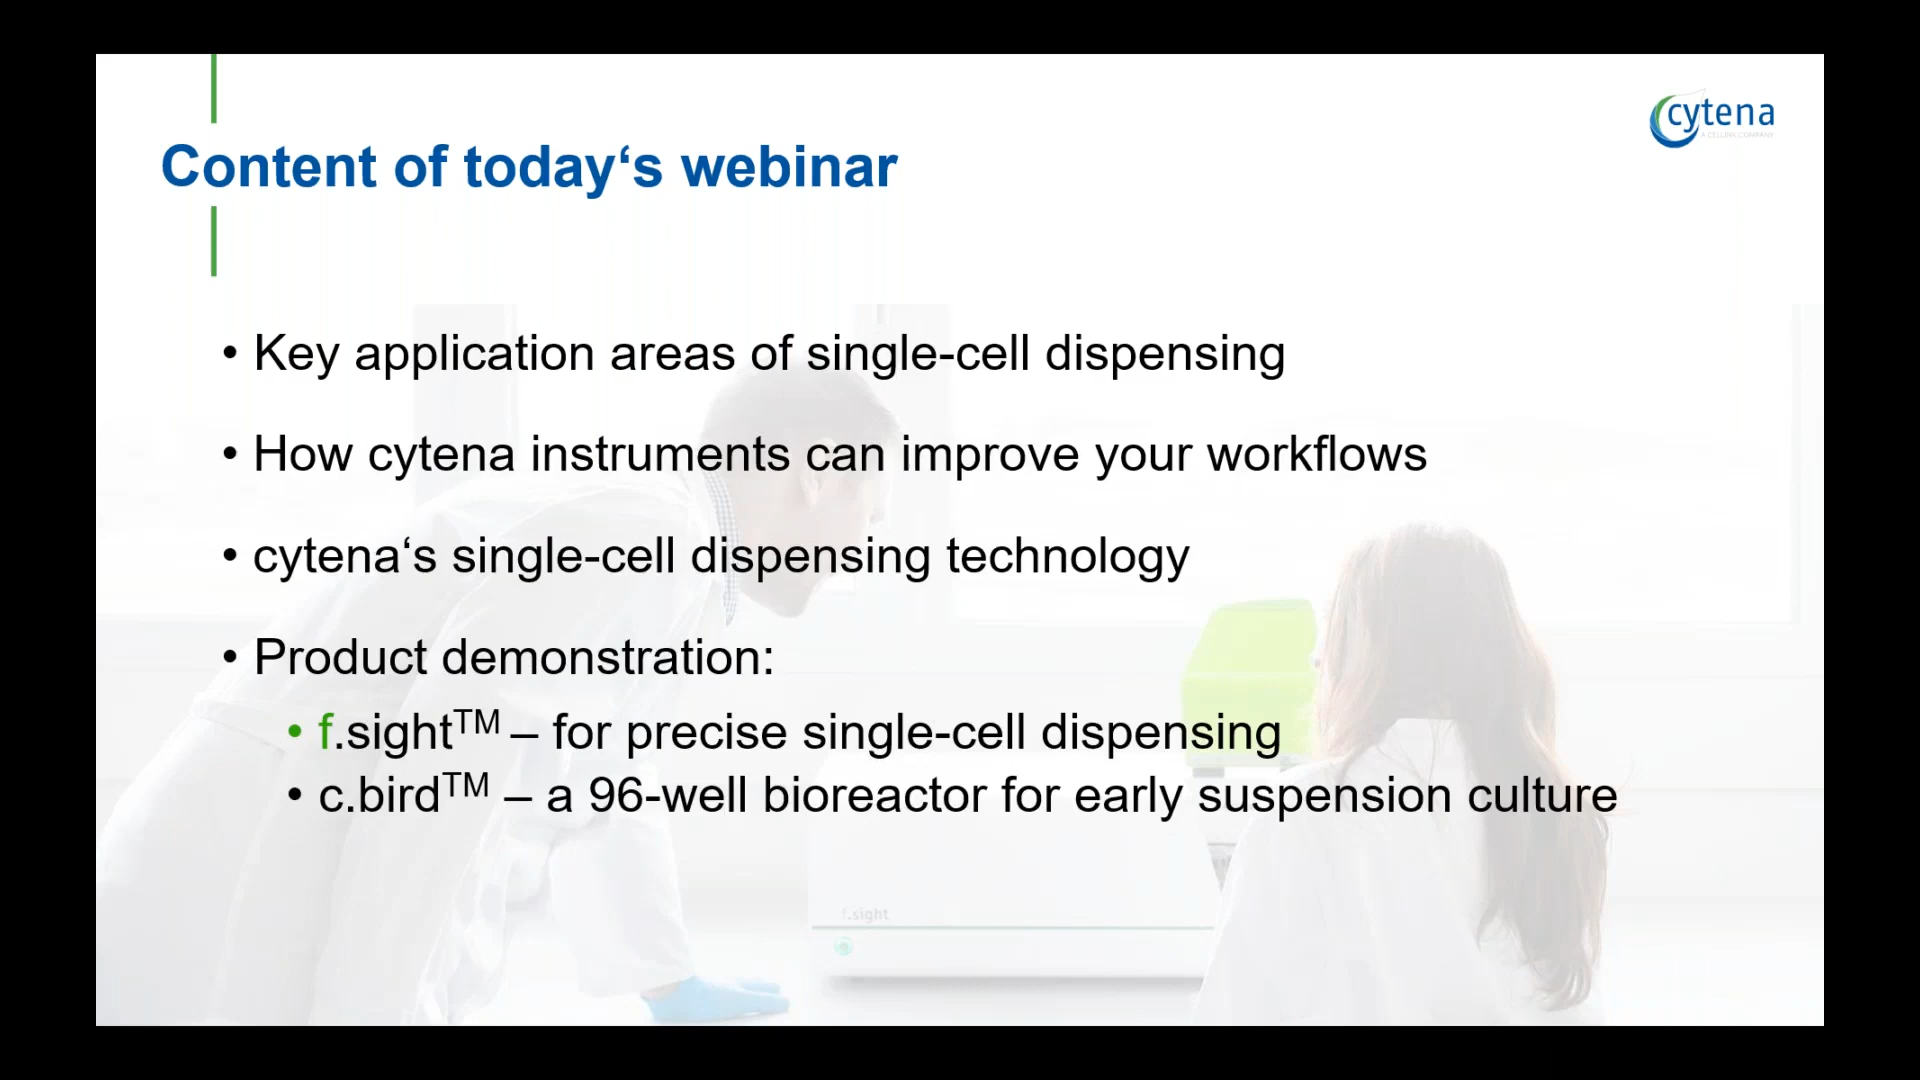 cytena
A CELLINK COMPANY
Content of today‘s webinar
• Key application areas of single-cell dispensing
• How cytena instruments can improve your workflows
• cytena‘s single-cell dispensing technology
• Product demonstration:
• f.sight™ – for precise single-cell dispensing
• c.bird™ – a 96-well bioreactor for early suspension culture
f.sight